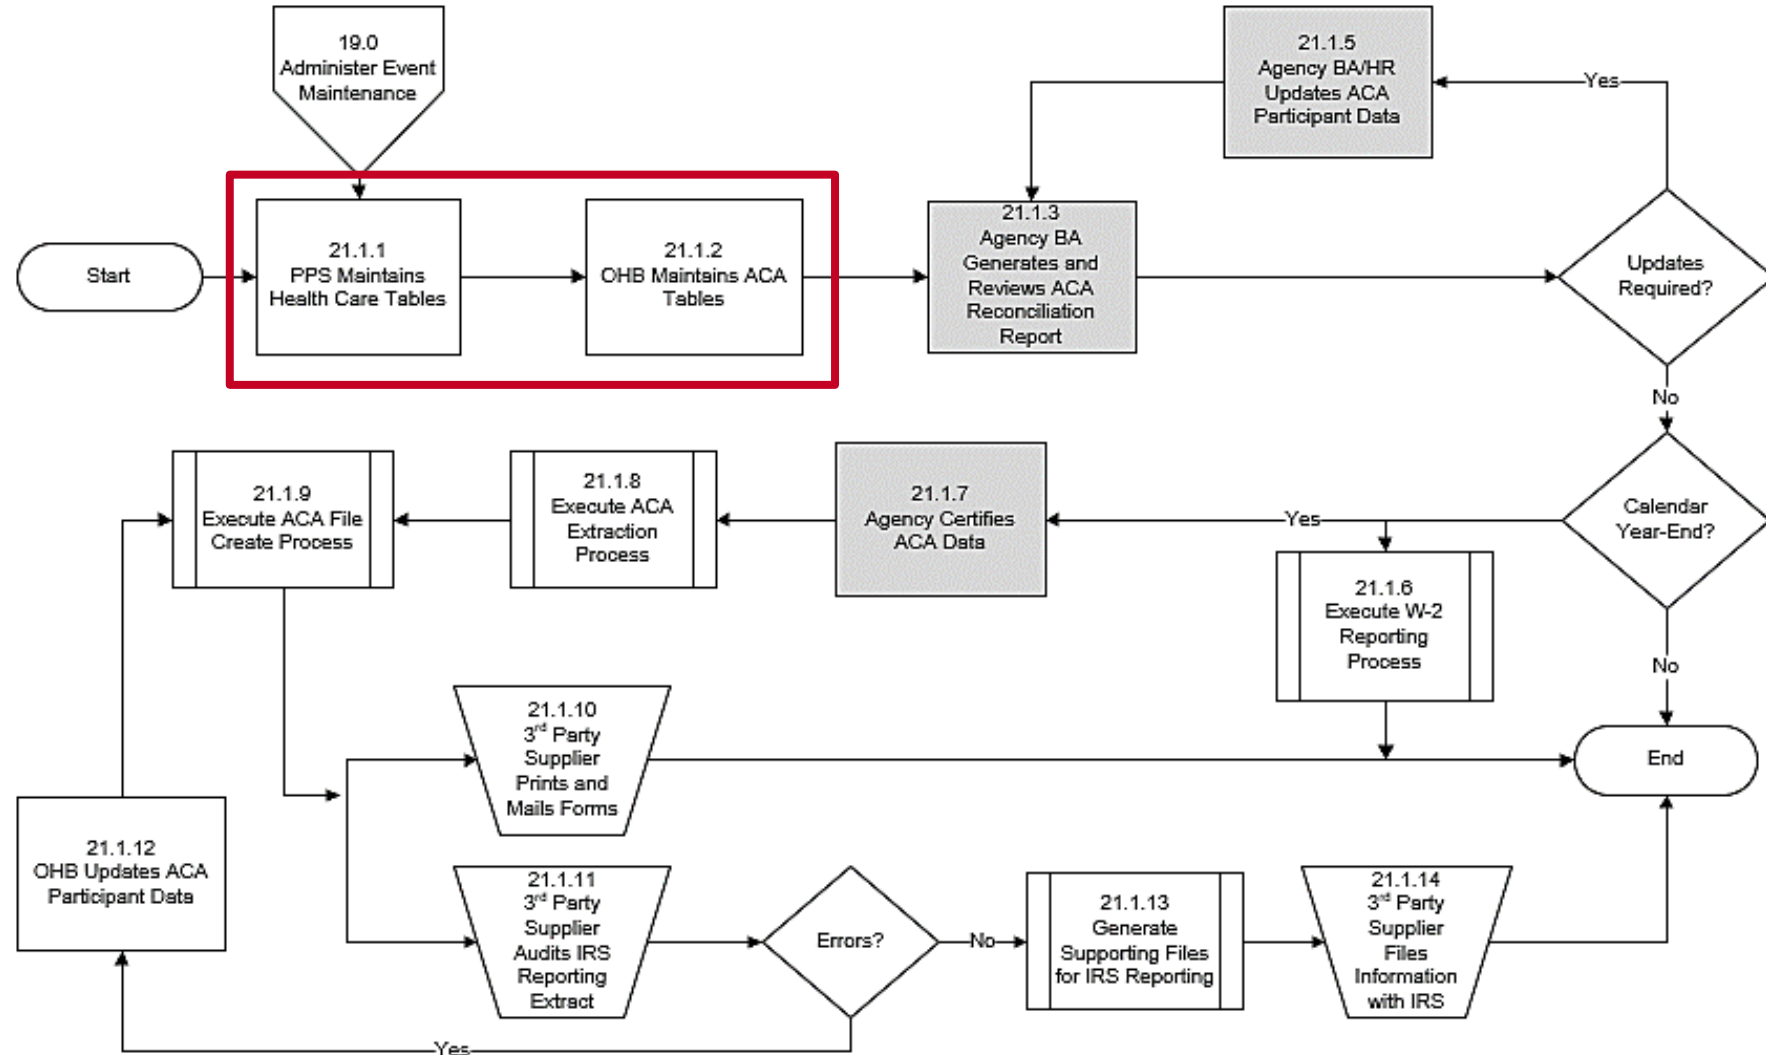 19.0
Administer Event
Maintenance
21.1.5
Agency BA/HR
Updates ACA
Participant Data
Yes
Start
21.1.1
PPS Maintains
Health Care Tables
21.1.2
OHB Maintains ACA
Tables
21.1.3
Agency BA
Generates and
Reviews ACA
Reconciliation
Report
Updates
Required?
No
21.1.9
Execute ACA File
Create Process
21.1.8
Execute ACA
Extraction
Process
21.1.7
Agency Certifies
ACA Data
Yes
Calendar
Year-End?
21.1.6
Execute W-2
Reporting
Process
No
21.1.10
3rd Party
Supplier
Prints and
Mails Forms
End
21.1.12
OHB Updates ACA
Participant Data
21.1.11
3rd Party
Supplier
Audits IRS
Reporting
Extract
Errors?
No
21.1.13
Generate
Supporting Files
for IRS Reporting
21.1.14
3rd Party
Supplier
Files
Information
with IRS
Yes